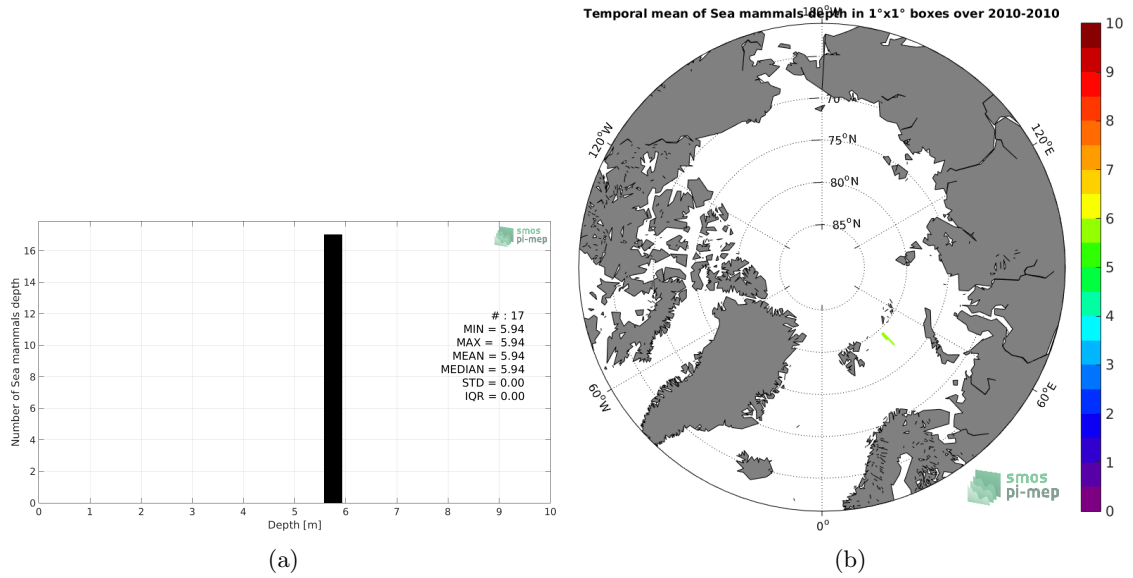 Number of Sea mammals depth
16
14
12
10
8
6
4
2
0
smos
pi-mep
# : 17
MIN = 5.94
MAX = 5.94
MEAN = 5.94
MEDIAN = 5.94
STD = 0.00
IQR = 0.00
0 1 2 3 4 5 6 7 8 9 10
Depth [m]
(a)
Temporal mean of Sea mammals depth in 1°x1° boxes over 2010-2010
180°W
120°W
120°E
75°N
80°N
85°N
60°W
60°E
0°
smos
pi-mep
10
9
8
7
6
5
4
3
2
1
0
(b)